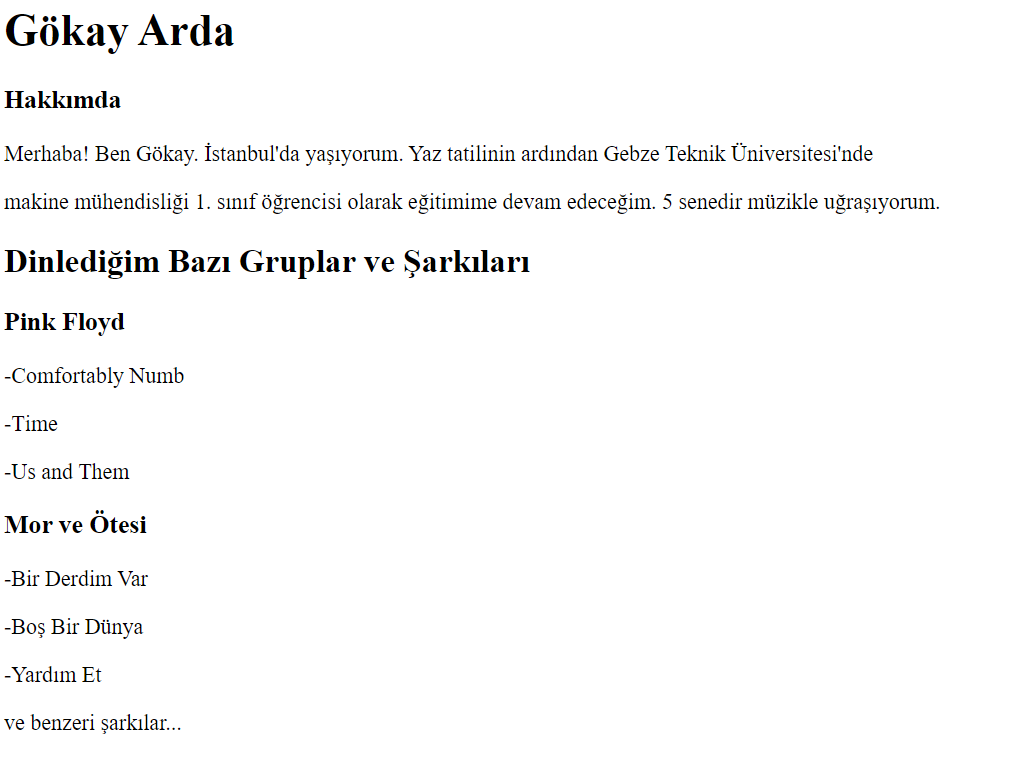 Gökay Arda
Hakkımda
Merhaba! Ben Gökay. İstanbul'da yaşıyorum. Yaz tatilinin ardından Gebze Teknik Üniversitesi'nde
makine mühendisliği 1. sınıf öğrencisi olarak eğitimime devam edeceğim. 5 senedir müzikle uğraşıyorum.
Dinlediğim Bazı Gruplar ve Şarkıları
Pink Floyd
-Comfortably Numb
-Time
-Us and Them
Mor ve Ötesi
-Bir Derdim Var
-Boş Bir Dünya
-Yardım Et
ve benzeri şarkılar...